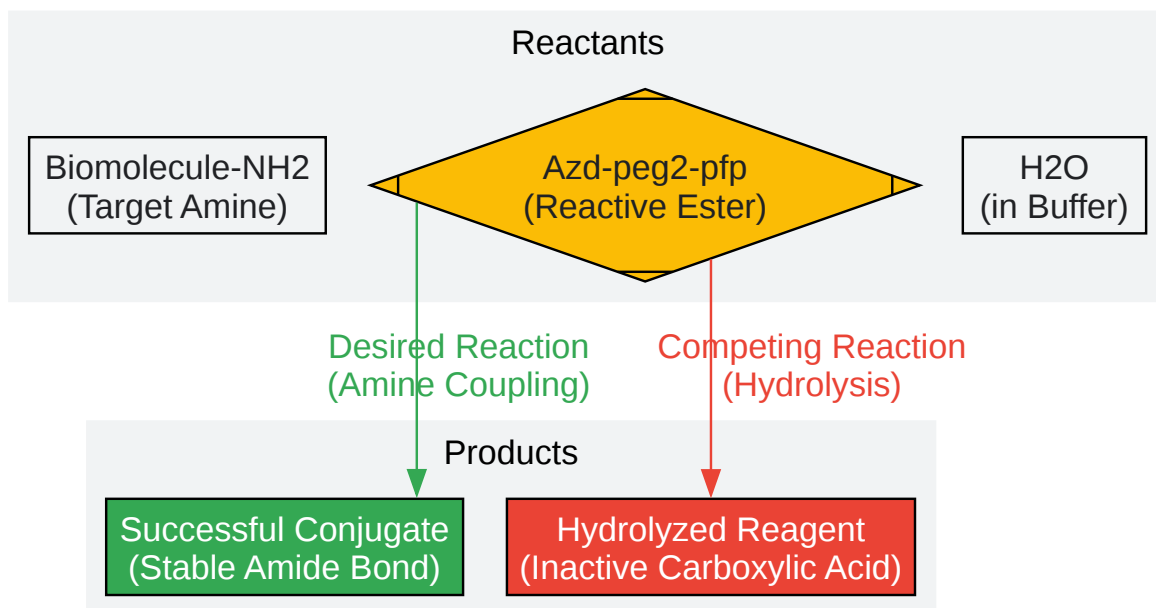 Reactants
Biomolecule-NH2
(Target Amine)
Azd-peg2-pfp
(Reactive Ester)
H2O
(in Buffer)
Desired Reaction
(Amine Coupling)
Competing Reaction
(Hydrolysis)
Products
Successful Conjugate
(Stable Amide Bond)
Hydrolyzed Reagent
(Inactive Carboxylic Acid)